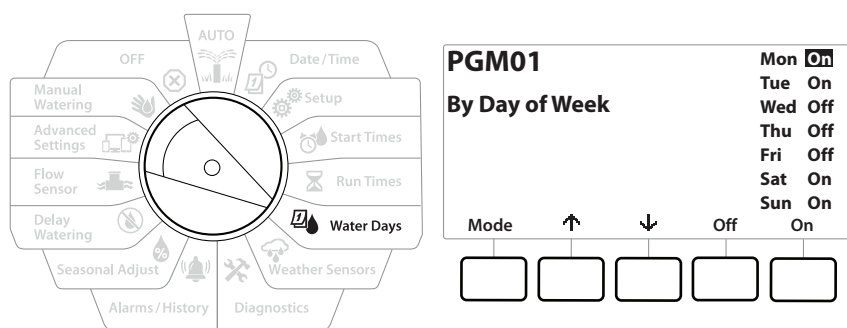 AUTO
Date / Time
Setup
Start Times
Run Times
Water Days
Weather Sensors
Diagnostics
Alarms / History
Seasonal Adjust
%
Delay
Watering
Flow
Sensor
Advanced
Settings
Manual
Watering
OFF
PGM01
By Day of Week
Mon On
Tue On
Wed Off
Thu Off
Fri Off
Sat On
Sun On
Mode ↑ ↓ Off On